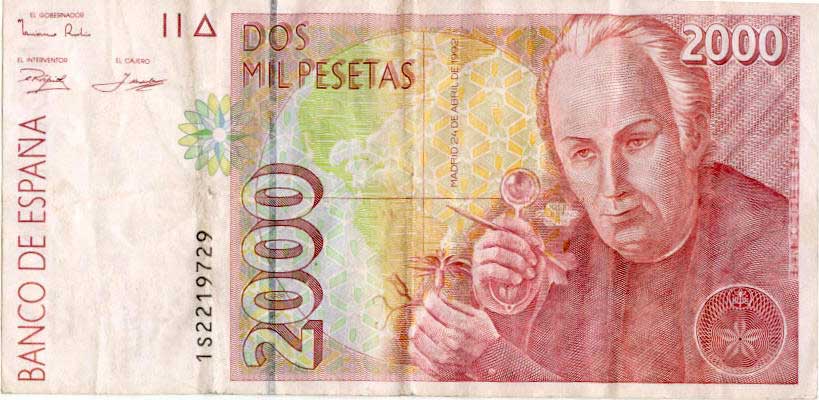 EL GOBERNADOR
EL INTERVENTOR
EL CAJERO
BANCO DE ESPAÑA
DOS
MIL PESETAS
2000
MADRID 24 DE ABRIL DE 1992
2000
1S2219729